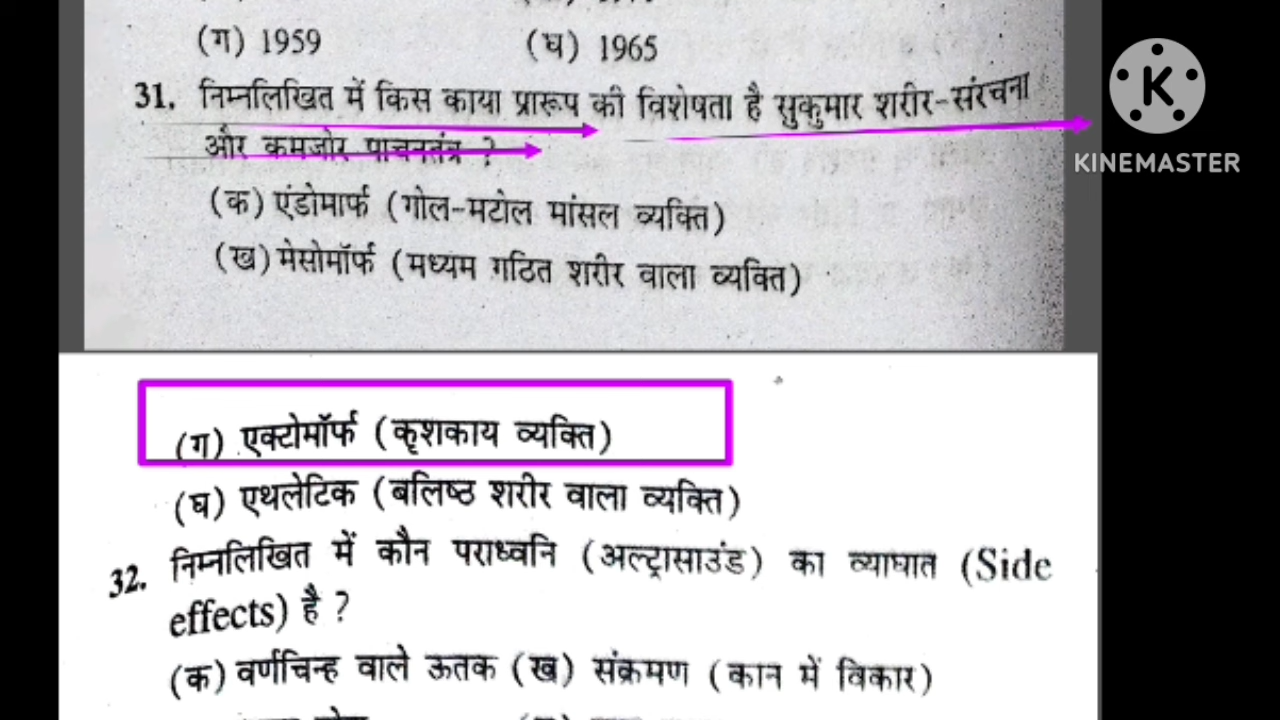 (ग) 1959 (घ) 1965
31. निम्नलिखित में किस काया प्रारूप की विशेषता है सुकुमार शरीर-संरचना
और कमजोर पाचनतंत्र ?
(क) एंडोमार्फ (गोल-मटोल मांसल व्यक्ति)
(ख) मेसोमॉर्फ (मध्यम गठित शरीर वाला व्यक्ति)
(ग) एक्टोमॉर्फ (कृशकाय व्यक्ति)
(घ) एथलेटिक (बलिष्ठ शरीर वाला व्यक्ति)
32. निम्नलिखित में कौन पराध्वनि (अल्ट्रासाउंड) का व्याघात (Side
effects) है ?
(क) वर्णचिन्ह वाले ऊतक (ख) संक्रमण (कान में विकार)
KINEMASTER